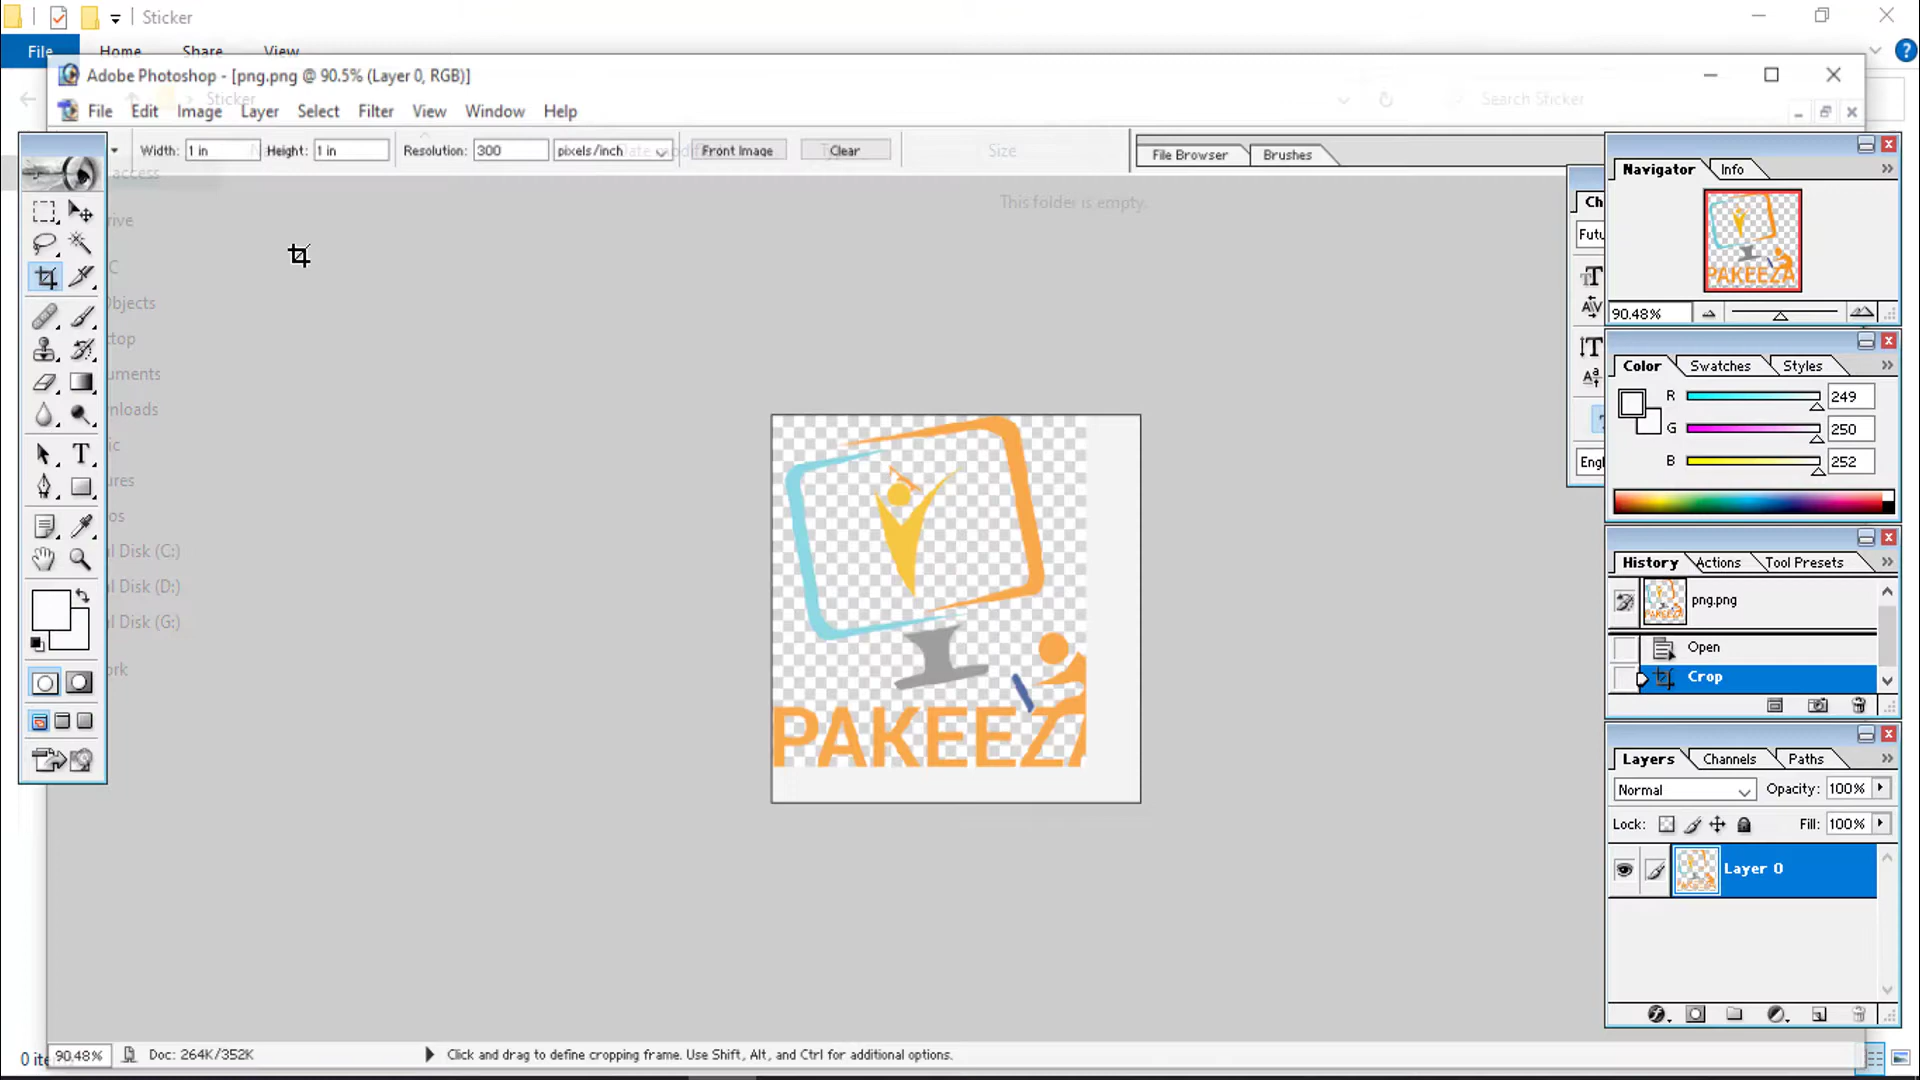 Sticker
File Home Share View
Adobe Photoshop - [png.png @ 90.5% (Layer 0, RGB)]
Sticker
Search Sticker
File Edit Image Layer Select Filter View Window Help
Width: 1 in Height: 1 in Resolution: 300 pixels/inch Front Image Clear
Size
File Browser Brushes
access
This folder is empty.
rive
C
Objects
top
uments
nloads
ic
ures
os
l Disk (C:)
l Disk (D:)
l Disk (G:)
ork
PAKEEZA
Ch
Futu
Engl
Navigator Info
PAKEEZA
90.48%
Color Swatches Styles
R 249
G 250
B 252
History Actions Tool Presets
png.png
Open
Crop
Layers Channels Paths
Normal Opacity: 100%
Lock: Fill: 100%
Layer 0
0 ite
90.48% Doc: 264K/352K Click and drag to define cropping frame. Use Shift, Alt, and Ctrl for additional options.